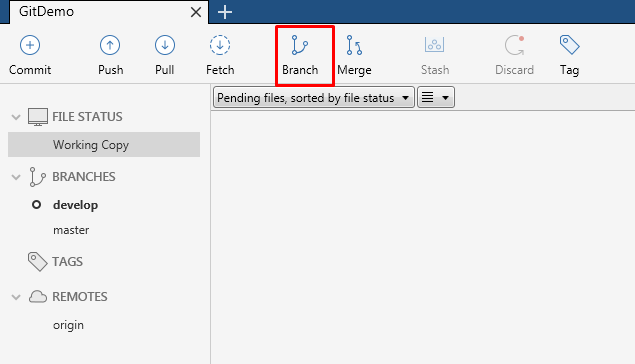 GitDemo
Commit Push Pull Fetch Branch Merge Stash Discard Tag
FILE STATUS
Working Copy
BRANCHES
develop
master
TAGS
REMOTES
origin
Pending files, sorted by file status